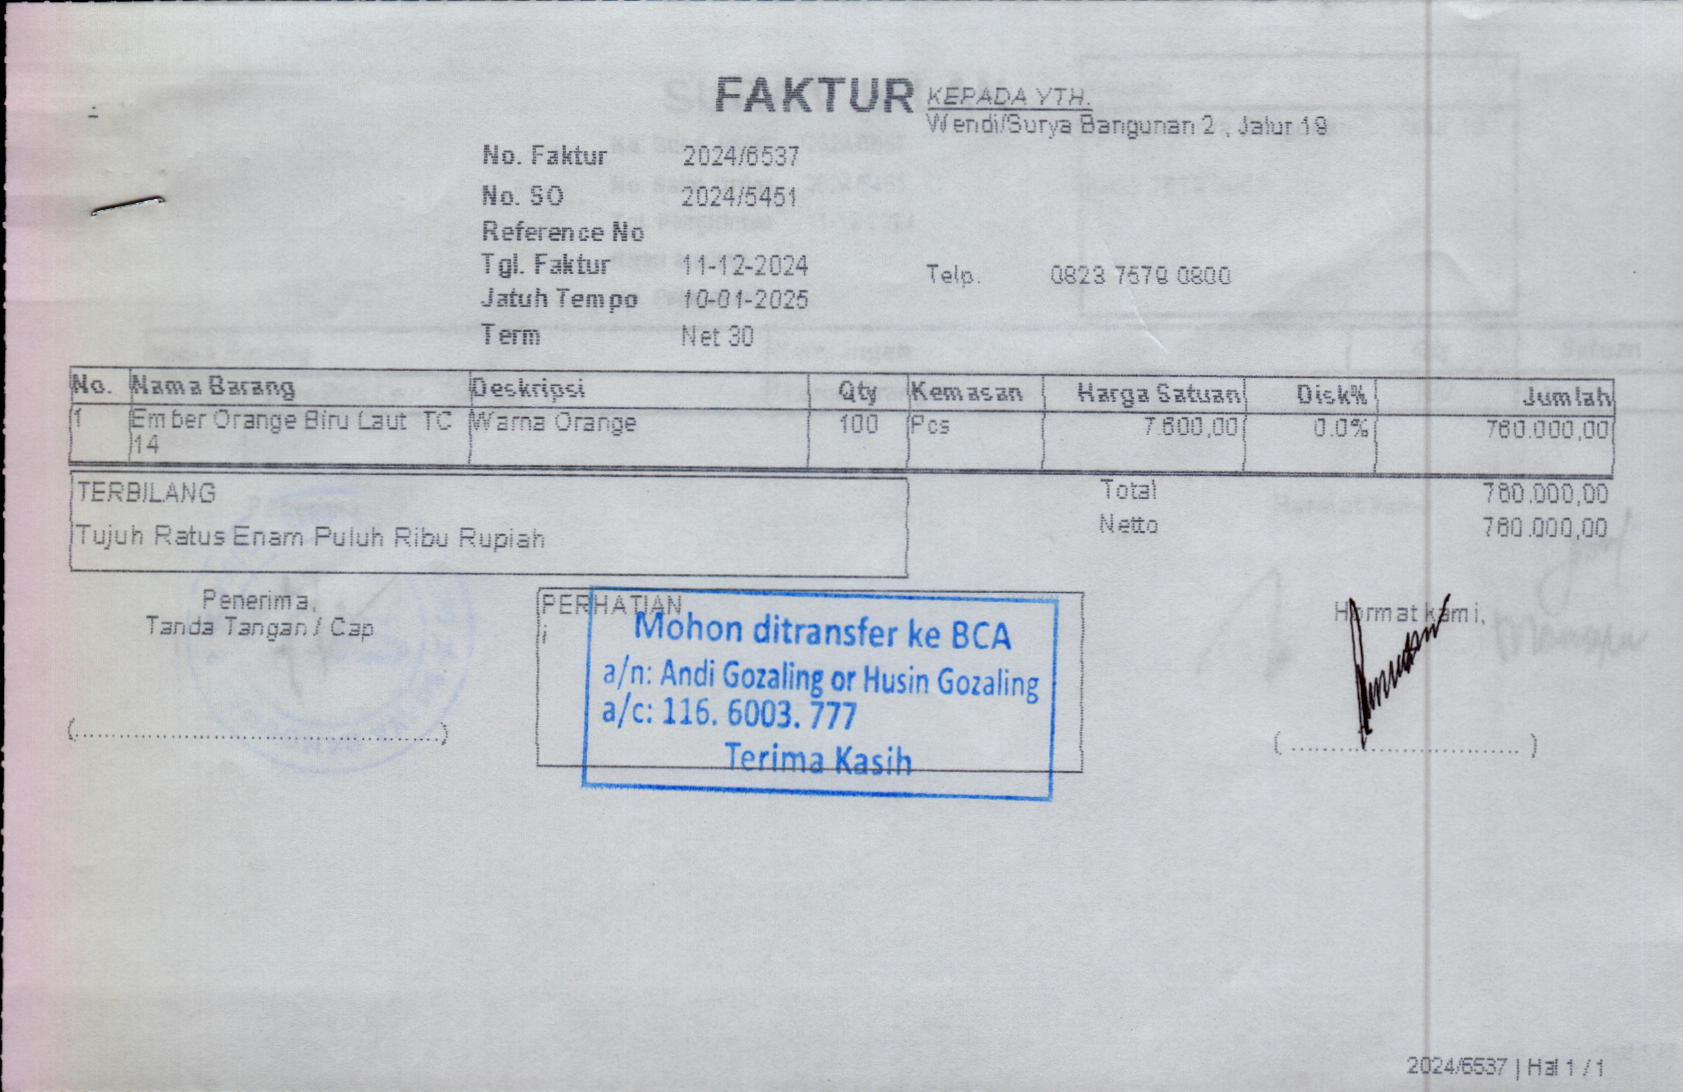 FAKTUR
KEPADA YTH.
Wendi/Surya Bangunan 2 , Jalur 19
No. Faktur 2024/6537
No. SO 2024/5451
Reference No
Tgl. Faktur 11-12-2024
Telp. 0823 7579 0800
Jatuh Tempo 10-01-2025
Term Net 30
No. Nama Barang Deskripsi Qty Kemasan Harga Satuan Disk% Jumlah
1 Ember Orange Biru Laut TC Warna Orange 100 Pcs 7.600,00 0.0% 760.000,00
14
TERBILANG
Tujuh Ratus Enam Puluh Ribu Rupiah
Total 760.000,00
Netto 760.000,00
Penerima,
Tanda Tangan / Cap
(....................................................)
PERHATIAN
i
Mohon ditransfer ke BCA
a/n: Andi Gozaling or Husin Gozaling
a/c: 116. 6003. 777
Terima Kasih
Hormat kami,
( ................................ )
2024/6537 | Hal 1 / 1